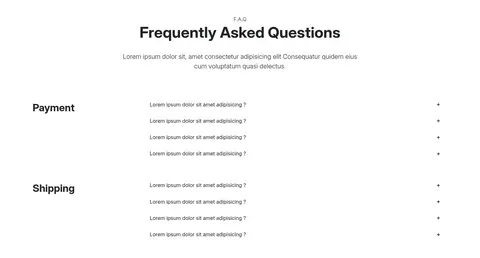 F.A.Q
Frequently Asked Questions
Lorem ipsum dolor sit, amet consectetur adipisicing elit Consequatur quidem eius
cum voluptatum quasi delectus.
Payment
Lorem ipsum dolor sit amet adipisicing ? +
Lorem ipsum dolor sit amet adipisicing ? +
Lorem ipsum dolor sit amet adipisicing ? +
Lorem ipsum dolor sit amet adipisicing ? +
Shipping
Lorem ipsum dolor sit amet adipisicing ? +
Lorem ipsum dolor sit amet adipisicing ? +
Lorem ipsum dolor sit amet adipisicing ? +
Lorem ipsum dolor sit amet adipisicing ? +